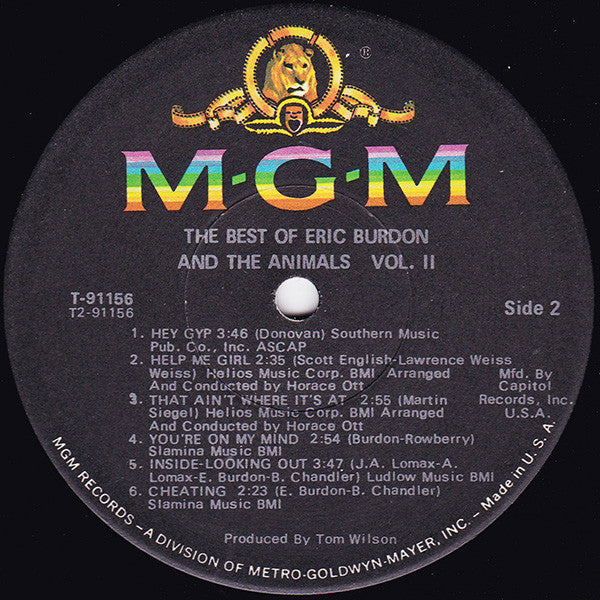 ®
M·G·M
THE BEST OF ERIC BURDON
AND THE ANIMALS VOL. II
T-91156
T2-91156
Side 2
1. HEY GYP 3:46 (Donovan) Southern Music
Pub. Co., Inc. ASCAP
2. HELP ME GIRL 2:35 (Scott English-Lawrence Weiss
Weiss) Helios Music Corp. BMI Arranged
And Conducted by Horace Ott
3. THAT AIN'T WHERE IT'S AT 2:55 (Martin
Siegel) Helios Music Corp. BMI Arranged
And Conducted by Horace Ott
4. YOU'RE ON MY MIND 2:54 (Burdon-Rowberry)
Slamina Music BMI
5. INSIDE-LOOKING OUT 3:47 (J.A. Lomax-A.
Lomax-E. Burdon-B. Chandler) Ludlow Music BMI
6. CHEATING 2:23 (E. Burdon-B. Chandler)
Slamina Music BMI
Mfd. By
Capitol
Records, Inc.
U.S.A.
Produced By Tom Wilson
MGM RECORDS – A DIVISION OF METRO-GOLDWYN-MAYER, INC. – Made in U. S. A.